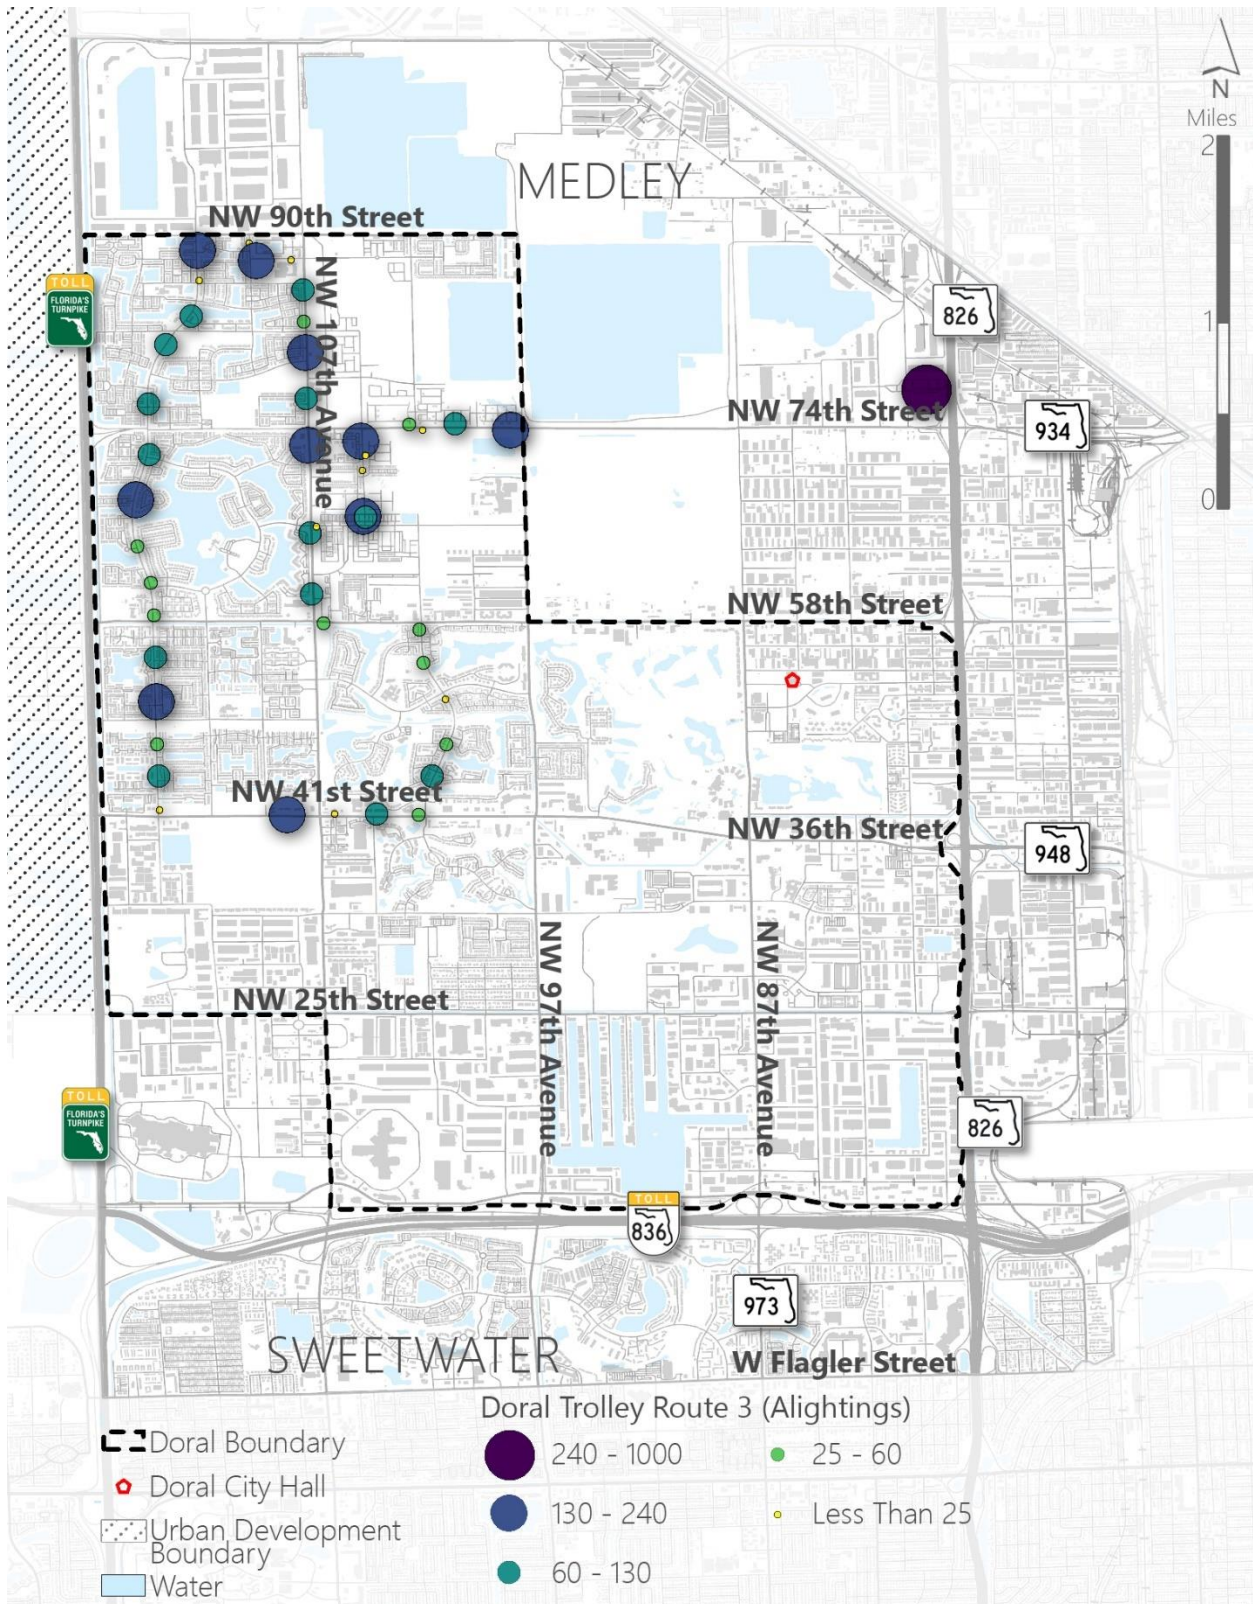 N
Miles
2
MEDLEY
NW 90th Street
TOLL
FLORIDA'S
TURNPIKE
NW 107th Avenue
826
1
NW 74th Street
934
0
NW 58th Street
NW 41st Street
NW 36th Street
948
NW 97th Avenue
NW 87th Avenue
NW 25th Street
TOLL
FLORIDA'S
TURNPIKE
826
TOLL
836
973
SWEETWATER
W Flagler Street
Doral Trolley Route 3 (Alightings)
Doral Boundary
Doral City Hall
Urban Development
Boundary
Water
240 - 1000
130 - 240
60 - 130
25 - 60
Less Than 25